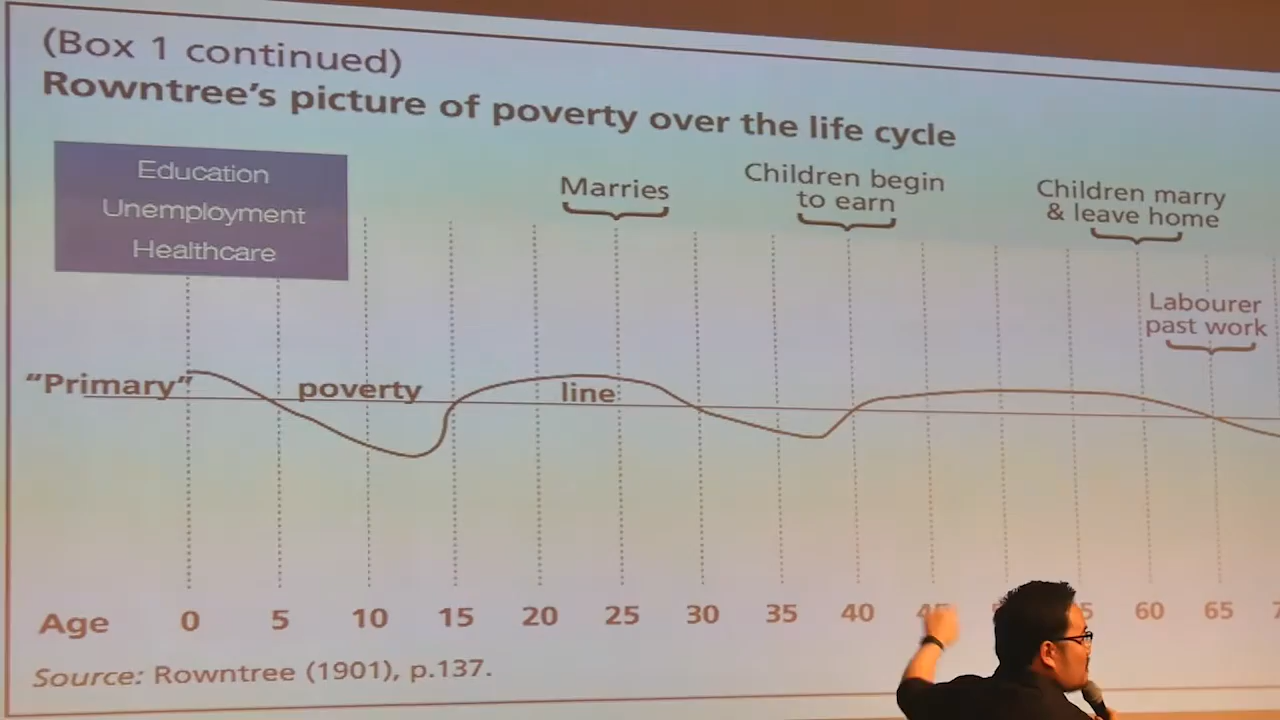 (Box 1 continued)
Rowntree's picture of poverty over the life cycle
Education
Unemployment
Healthcare
Marries
Children begin
to earn
Children marry
& leave home
Labourer
past work
"Primary" poverty line
Age 0 5 10 15 20 25 30 35 40 60 65
Source: Rowntree (1901), p.137.